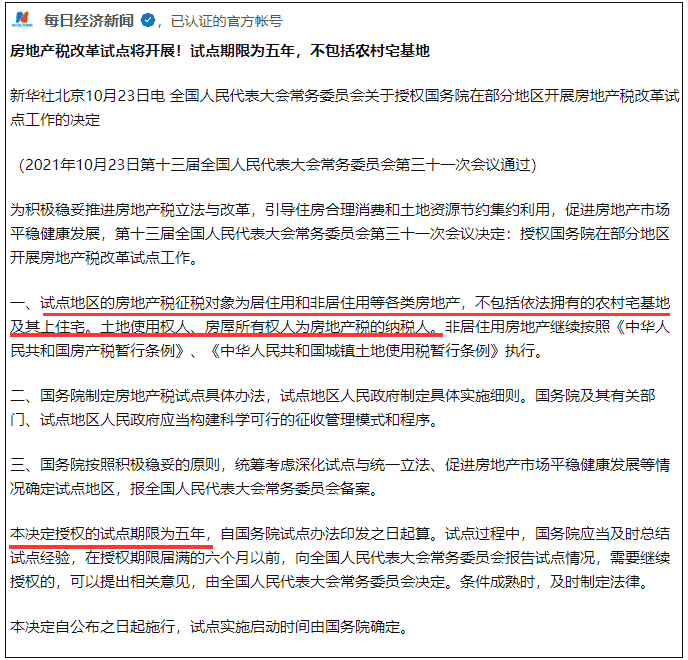 每日经济新闻 ，已认证的官方帐号
房地产税改革试点将开展！试点期限为五年，不包括农村宅基地
新华社北京10月23日电 全国人民代表大会常务委员会关于授权国务院在部分地区开展房地产税改革试
点工作的决定
（2021年10月23日第十三届全国人民代表大会常务委员会第三十一次会议通过）
为积极稳妥推进房地产税立法与改革，引导住房合理消费和土地资源节约集约利用，促进房地产市场
平稳健康发展，第十三届全国人民代表大会常务委员会第三十一次会议决定：授权国务院在部分地区
开展房地产税改革试点工作。
一、试点地区的房地产税征税对象为居住用和非居住用等各类房地产，不包括依法拥有的农村宅基地
及其上住宅。土地使用权人、房屋所有权人为房地产税的纳税人。非居住用房地产继续按照《中华人
民共和国房产税暂行条例》、《中华人民共和国城镇土地使用税暂行条例》执行。
二、国务院制定房地产税试点具体办法，试点地区人民政府制定具体实施细则。国务院及其有关部
门、试点地区人民政府应当构建科学可行的征收管理模式和程序。
三、国务院按照积极稳妥的原则，统筹考虑深化试点与统一立法、促进房地产市场平稳健康发展等情
况确定试点地区，报全国人民代表大会常务委员会备案。
本决定授权的试点期限为五年，自国务院试点办法印发之日起算。试点过程中，国务院应当及时总结
试点经验，在授权期限届满的六个月以前，向全国人民代表大会常务委员会报告试点情况，需要继续
授权的，可以提出相关意见，由全国人民代表大会常务委员会决定。条件成熟时，及时制定法律。
本决定自公布之日起施行，试点实施启动时间由国务院确定。